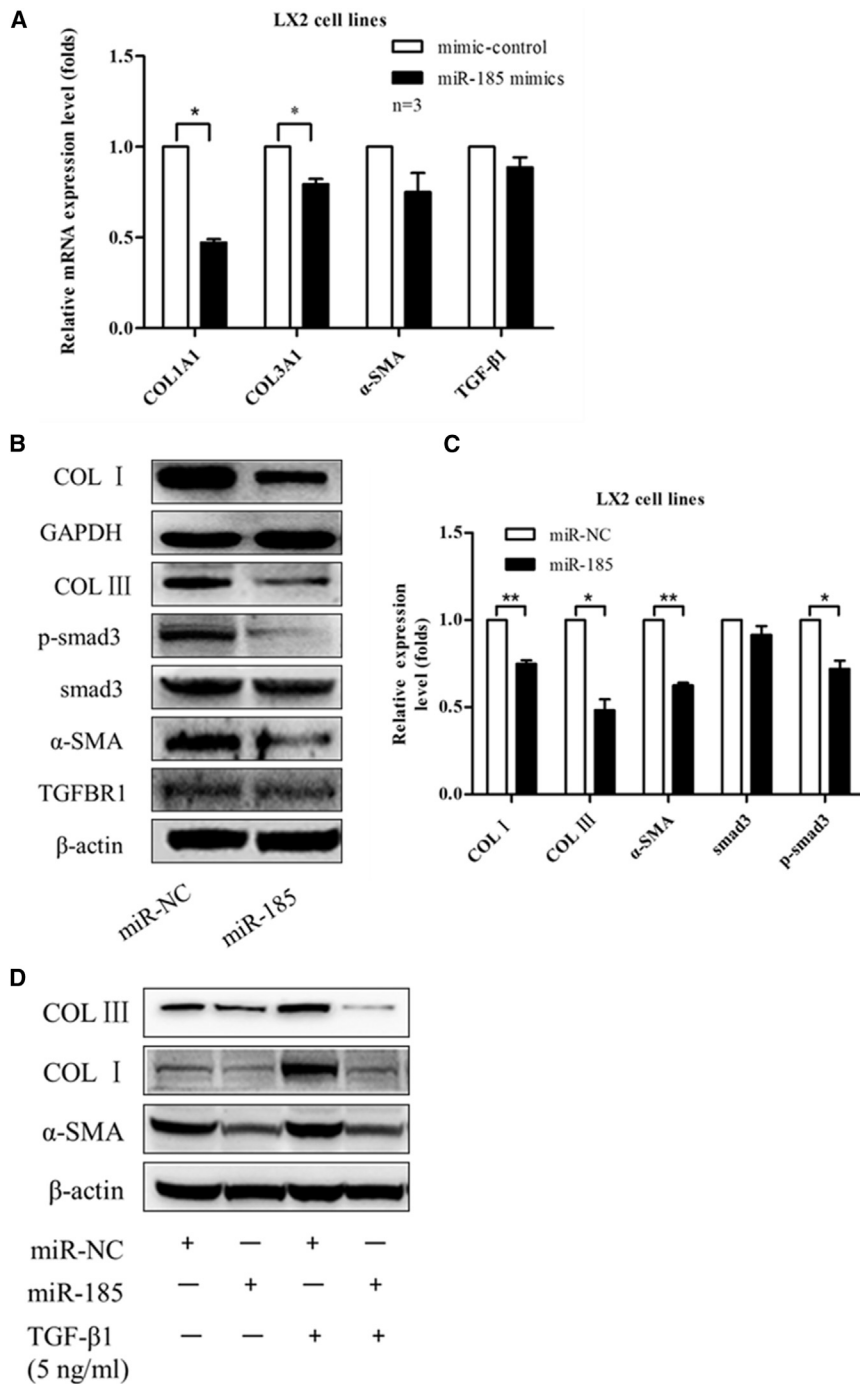 A
LX2 cell lines
mimic-control
miR-185 mimics
n=3
Relative mRNA expression level (folds)
1.5
1.0
0.5
0.0
*
*
COL1A1
COL3A1
α-SMA
TGF-β1
B
COL Ⅰ
GAPDH
COL Ⅲ
p-smad3
smad3
α-SMA
TGFBR1
β-actin
miR-NC
miR-185
C
LX2 cell lines
miR-NC
miR-185
Relative expression
level (folds)
1.5
1.0
0.5
0.0
**
*
**
*
COL 1
COL Ⅲ
α-SMA
smad3
p-smad3
D
COL Ⅲ
COL Ⅰ
α-SMA
β-actin
miR-NC + — + —
miR-185 — + — +
TGF-β1 — — + +
(5 ng/ml)